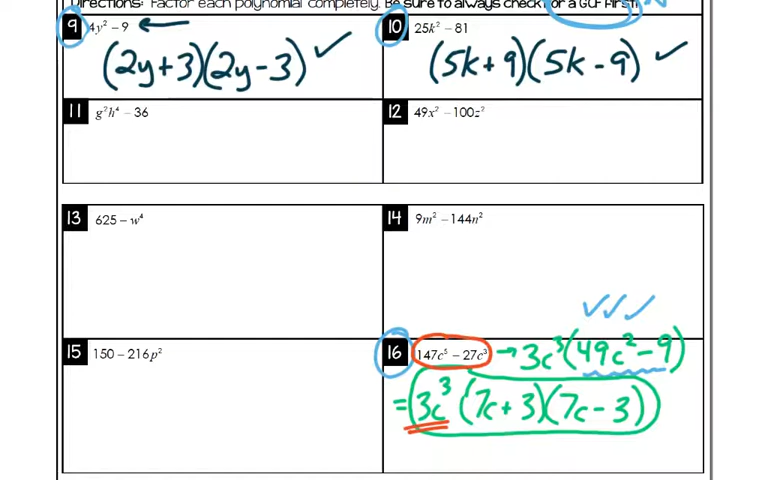 Directions: Factor each polynomial completely. Be sure to always check for a GCF First!
9 4y² – 9 ←
(2y + 3)(2y – 3) ✓
10 25k² – 81
(5k + 9)(5k – 9) ✓
11 g²h⁴ – 36
12 49x² – 100z²
13 625 – w⁴
14 9m² – 144n²
15 150 – 216p²
16 147c⁵ – 27c³ → 3c³(49c² – 9)
✓✓✓
= 3c³ (7c + 3)(7c – 3)